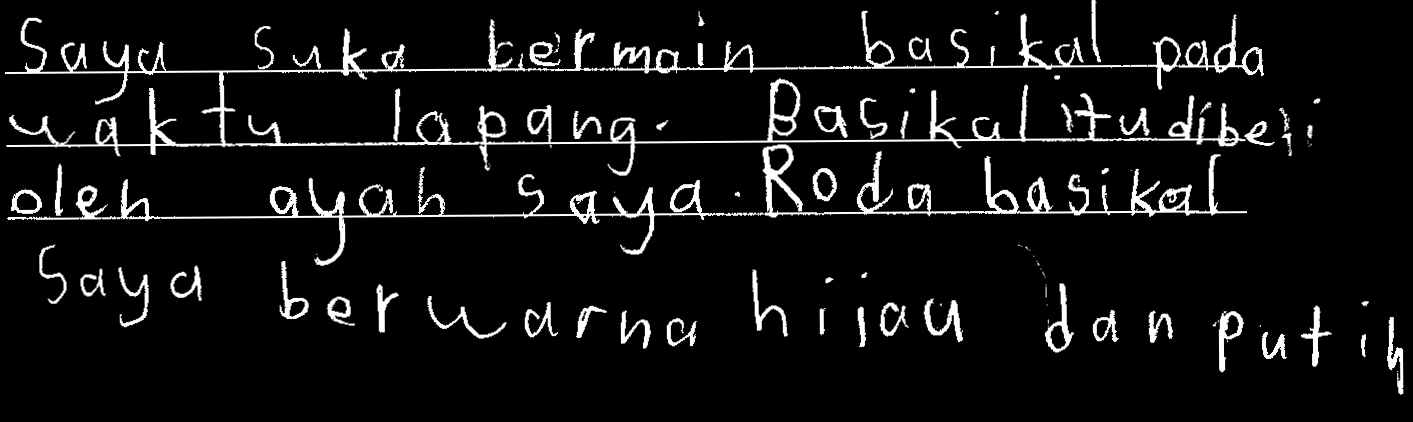 Saya suka bermain basikal pada
waktu lapang. Basikal itu dibeli
oleh ayah saya. Roda basikal
Saya berwarna hijau dan putih